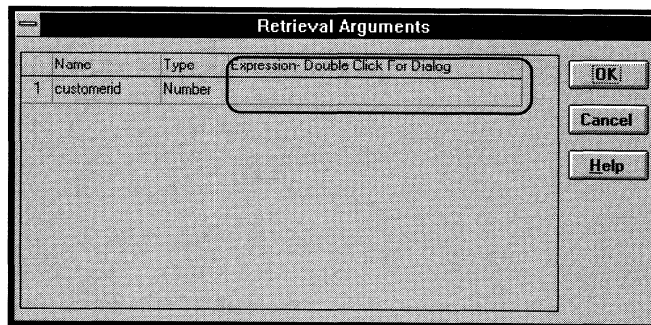 Retrieval Arguments
Name Type Expression- Double Click For Dialog
1 customerid Number
OK
Cancel
Help